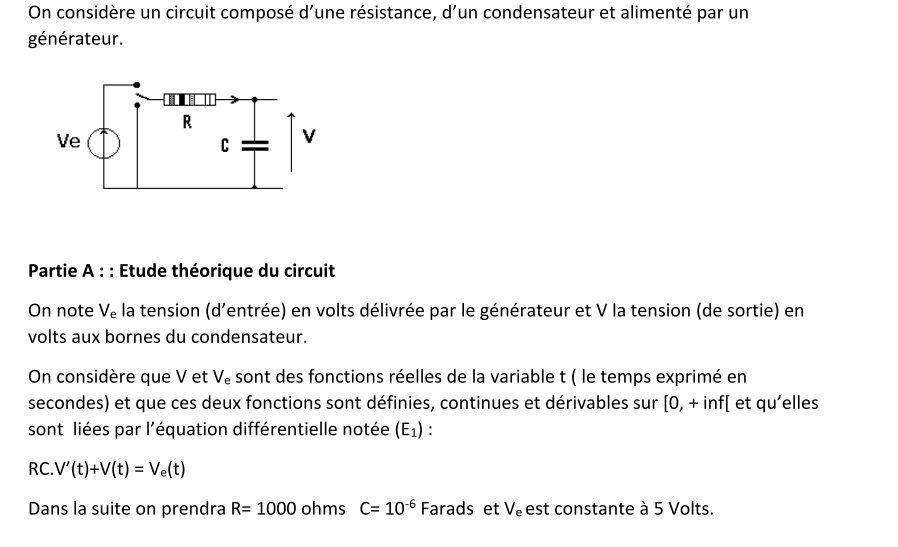 On considère un circuit composé d’une résistance, d’un condensateur et alimenté par un
générateur.
R
Ve
C
V
Partie A : : Etude théorique du circuit
On note Vₑ la tension (d’entrée) en volts délivrée par le générateur et V la tension (de sortie) en
volts aux bornes du condensateur.
On considère que V et Vₑ sont des fonctions réelles de la variable t ( le temps exprimé en
secondes) et que ces deux fonctions sont définies, continues et dérivables sur [0, + inf[ et qu’elles
sont  liées par l’équation différentielle notée (E₁) :
RC.V’(t)+V(t) = Vₑ(t)
Dans la suite on prendra R= 1000 ohms   C= 10⁻⁶ Farads  et Vₑ est constante à 5 Volts.